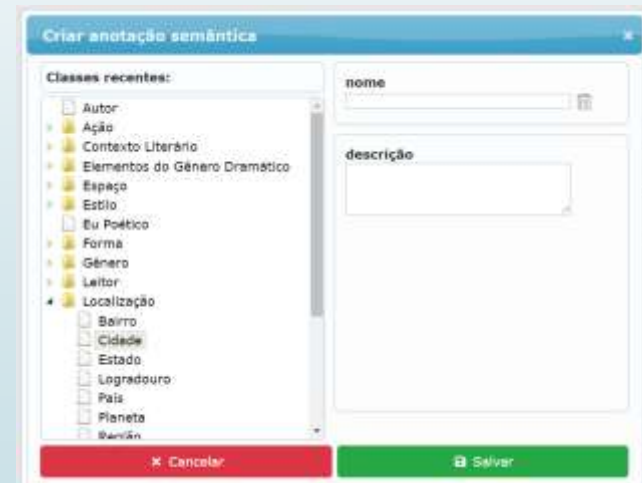 Criar anotação semântica
Classes recentes:
Autor
Ação
Contexto Literário
Elementos do Gênero Dramático
Espaço
Estilo
Eu Poético
Forma
Gênero
Leitor
Localização
Bairro
Cidade
Estado
Logradouro
País
Planeta
Região
nome
descrição
Cancelar
Salvar